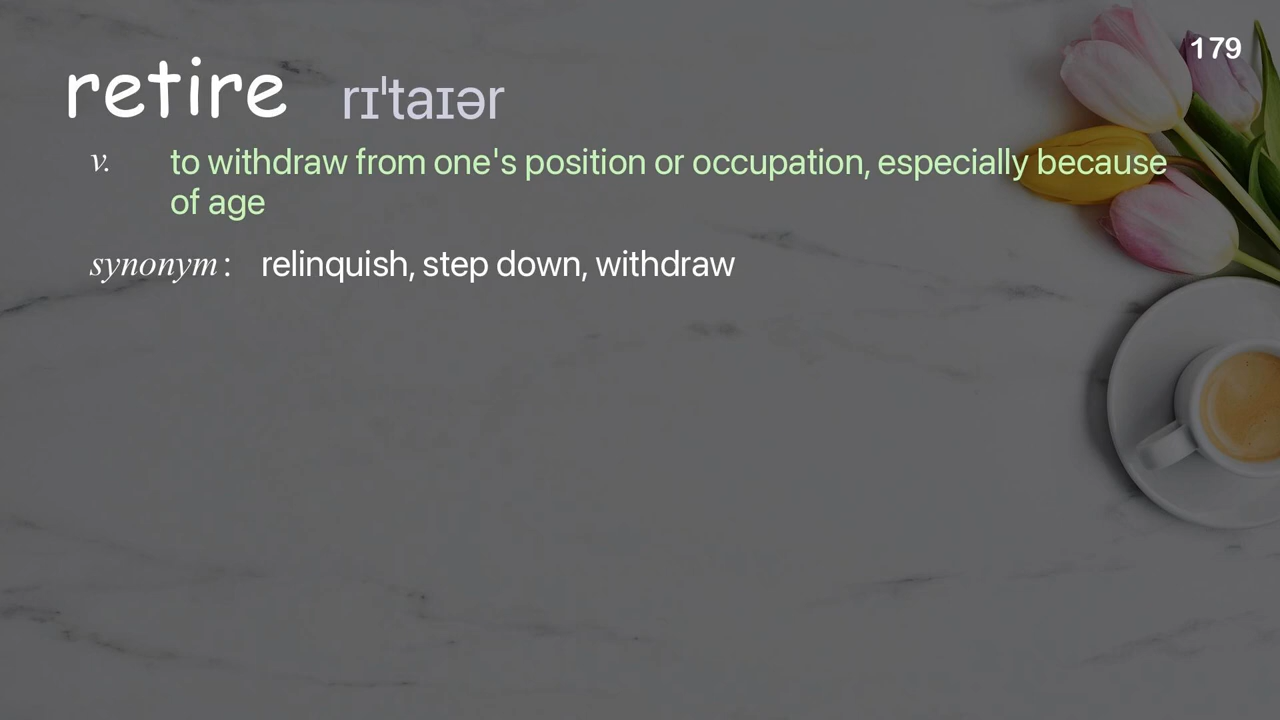 179
retire rɪˈtaɪər
v. to withdraw from one's position or occupation, especially because
of age
synonym : relinquish, step down, withdraw